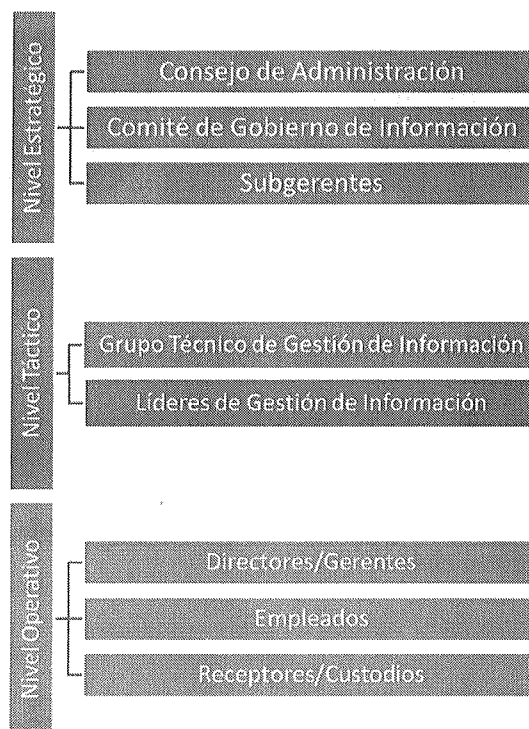 Nivel Estratégico
Consejo de Administración
Comité de Gobierno de Información
Subgerentes
Nivel Táctico
Grupo Técnico de Gestión de Información
Líderes de Gestión de Información
Nivel Operativo
Directores/Gerentes
Empleados
Receptores/Custodios